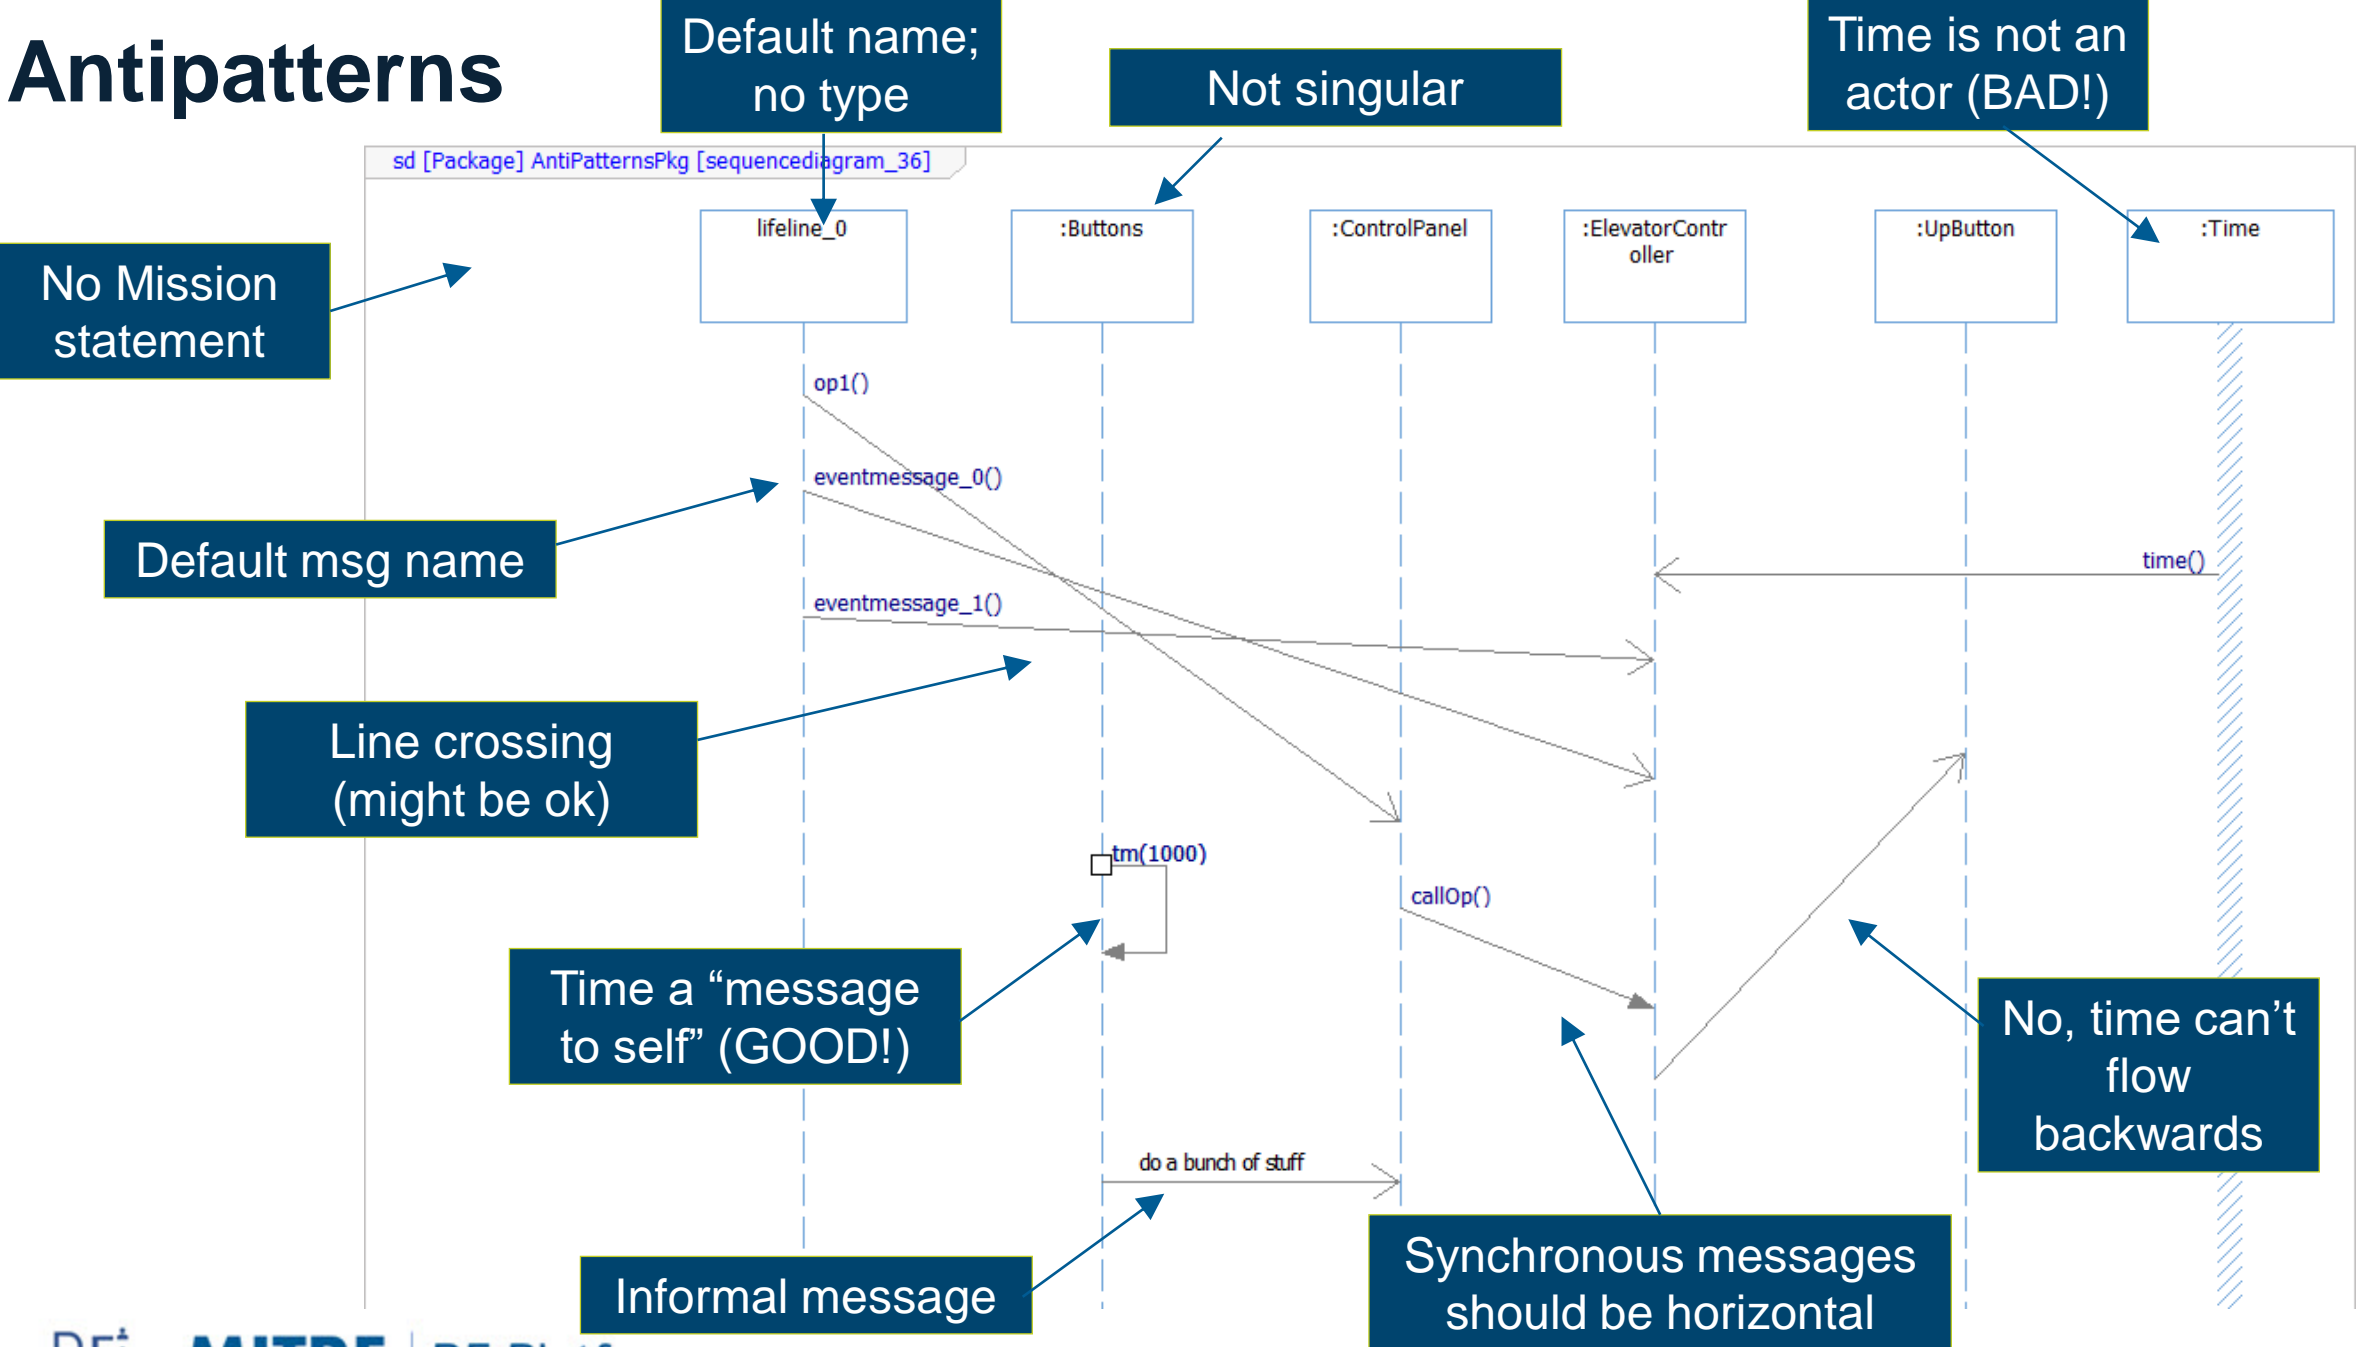 Antipatterns
Default name;
no type
Not singular
Time is not an
actor (BAD!)
sd [Package] AntiPatternsPkg [sequencediagram_36]
lifeline_0
:Buttons
:ControlPanel
:ElevatorContr
oller
:UpButton
:Time
No Mission
statement
op1()
eventmessage_0()
Default msg name
time()
eventmessage_1()
Line crossing
(might be ok)
tm(1000)
callOp()
Time a “message
to self” (GOOD!)
No, time can’t
flow
backwards
do a bunch of stuff
Informal message
Synchronous messages
should be horizontal
MITRE